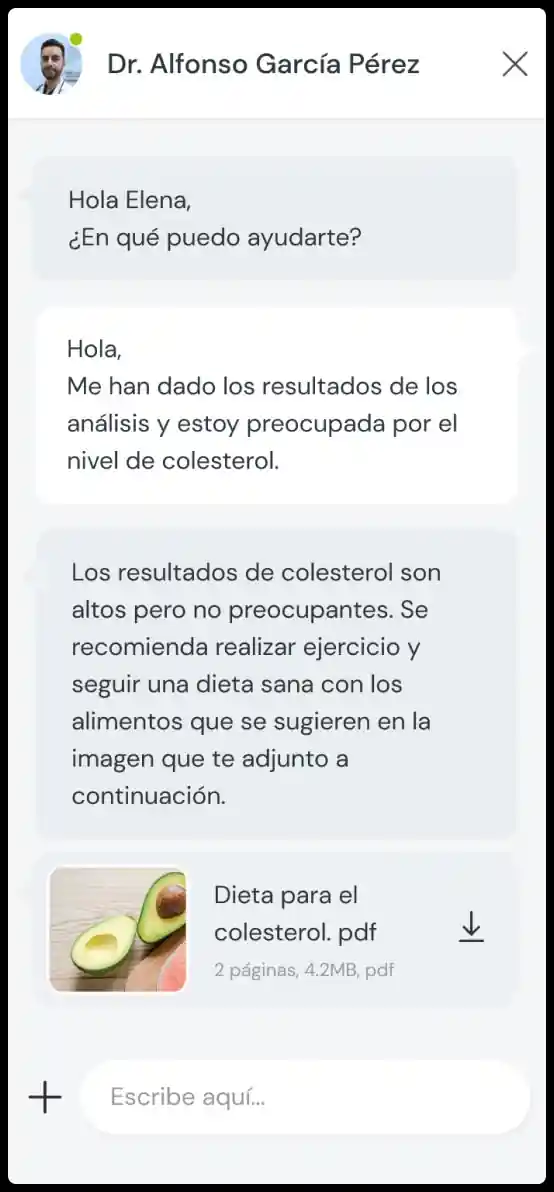 Dr. Alfonso García Pérez
Hola Elena,
¿En qué puedo ayudarte?
Hola,
Me han dado los resultados de los
análisis y estoy preocupada por el
nivel de colesterol.
Los resultados de colesterol son
altos pero no preocupantes. Se
recomienda realizar ejercicio y
seguir una dieta sana con los
alimentos que se sugieren en la
imagen que te adjunto a
continuación.
Dieta para el
colesterol. pdf
2 páginas, 4.2MB, pdf
Escribe aquí...